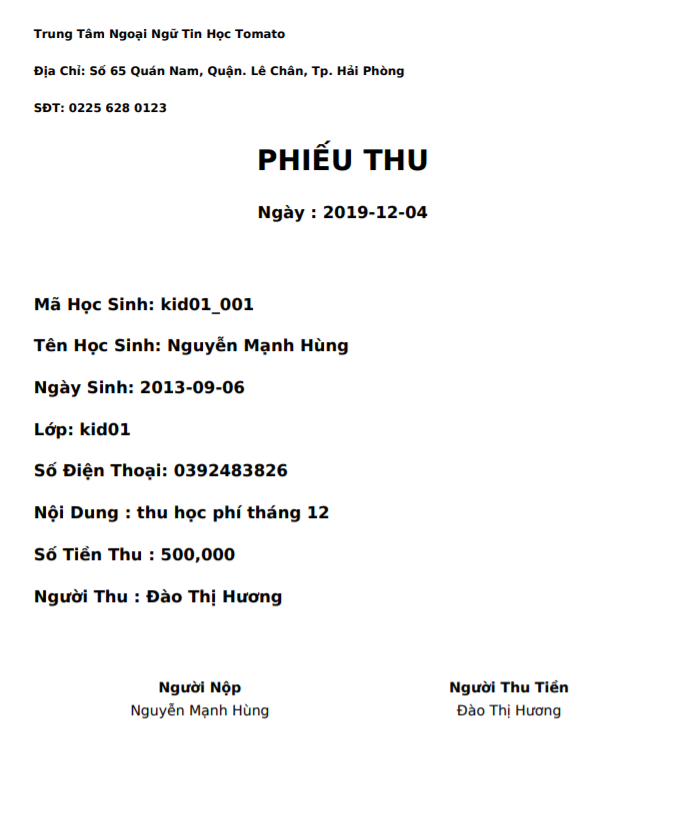 Trung Tâm Ngoại Ngữ Tin Học Tomato
Địa Chỉ: Số 65 Quán Nam, Quận. Lê Chân, Tp. Hải Phòng
SĐT: 0225 628 0123
PHIẾU THU
Ngày : 2019-12-04
Mã Học Sinh: kid01_001
Tên Học Sinh: Nguyễn Mạnh Hùng
Ngày Sinh: 2013-09-06
Lớp: kid01
Số Điện Thoại: 0392483826
Nội Dung : thu học phí tháng 12
Số Tiền Thu : 500,000
Người Thu : Đào Thị Hương
Người Nộp Người Thu Tiền
Nguyễn Mạnh Hùng Đào Thị Hương